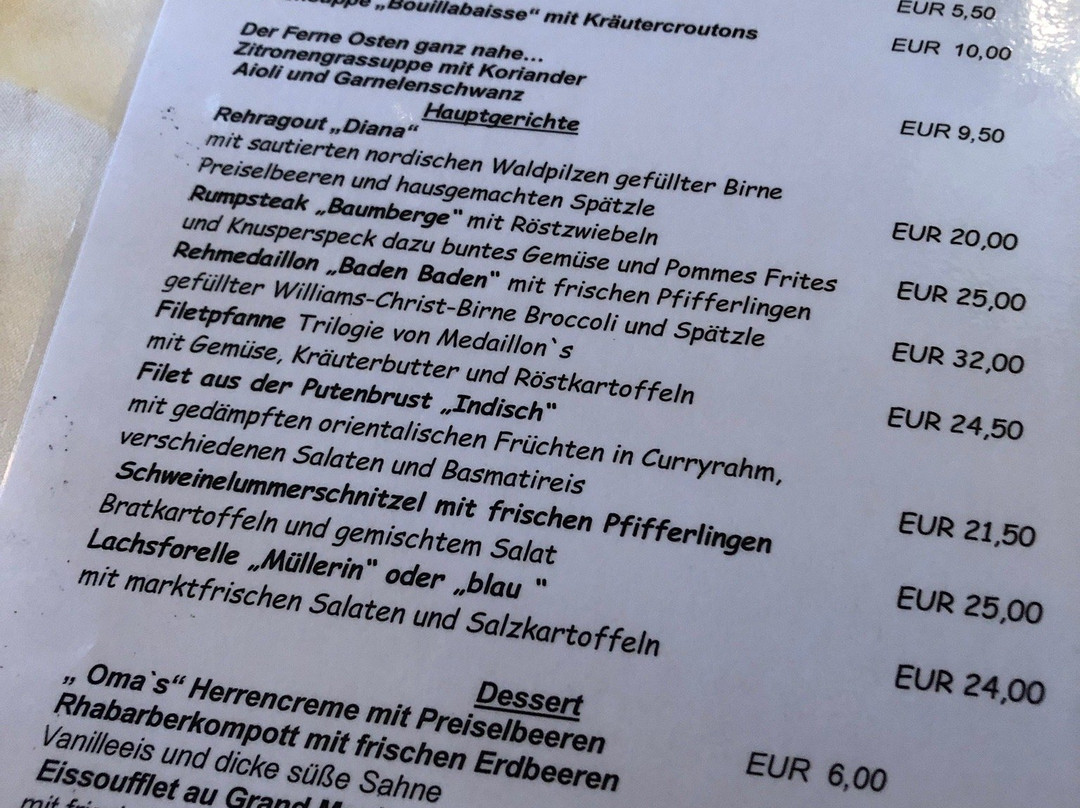 EUR 5,50
„Bouillabaisse“ mit Kräutercroutons EUR 10,00
Der Ferne Osten ganz nahe...
Zitronengrassuppe mit Koriander
Aioli und Garnelenschwanz EUR 9,50
Hauptgerichte
Rehragout „Diana“
mit sautierten nordischen Waldpilzen gefüllter Birne
Preiselbeeren und hausgemachten Spätzle EUR 20,00
Rumpsteak „Baumberge“ mit Röstzwiebeln
und Knusperspeck dazu buntes Gemüse und Pommes Frites EUR 25,00
Rehmedaillon „Baden Baden“ mit frischen Pfifferlingen
gefüllter Williams-Christ-Birne Broccoli und Spätzle EUR 32,00
Filetpfanne Trilogie von Medaillon`s
mit Gemüse, Kräuterbutter und Röstkartoffeln EUR 24,50
Filet aus der Putenbrust „Indisch“
mit gedämpften orientalischen Früchten in Curryrahm,
verschiedenen Salaten und Basmatireis EUR 21,50
Schweinelummerschnitzel mit frischen Pfifferlingen
Bratkartoffeln und gemischtem Salat EUR 25,00
Lachsforelle „Müllerin“ oder „blau “
mit marktfrischen Salaten und Salzkartoffeln EUR 24,00
Dessert
„ Oma`s“ Herrencreme mit Preiselbeeren EUR 6,00
Rhabarberkompott mit frischen Erdbeeren
Vanilleeis und dicke süße Sahne
Eissoufflet au Grand
mit